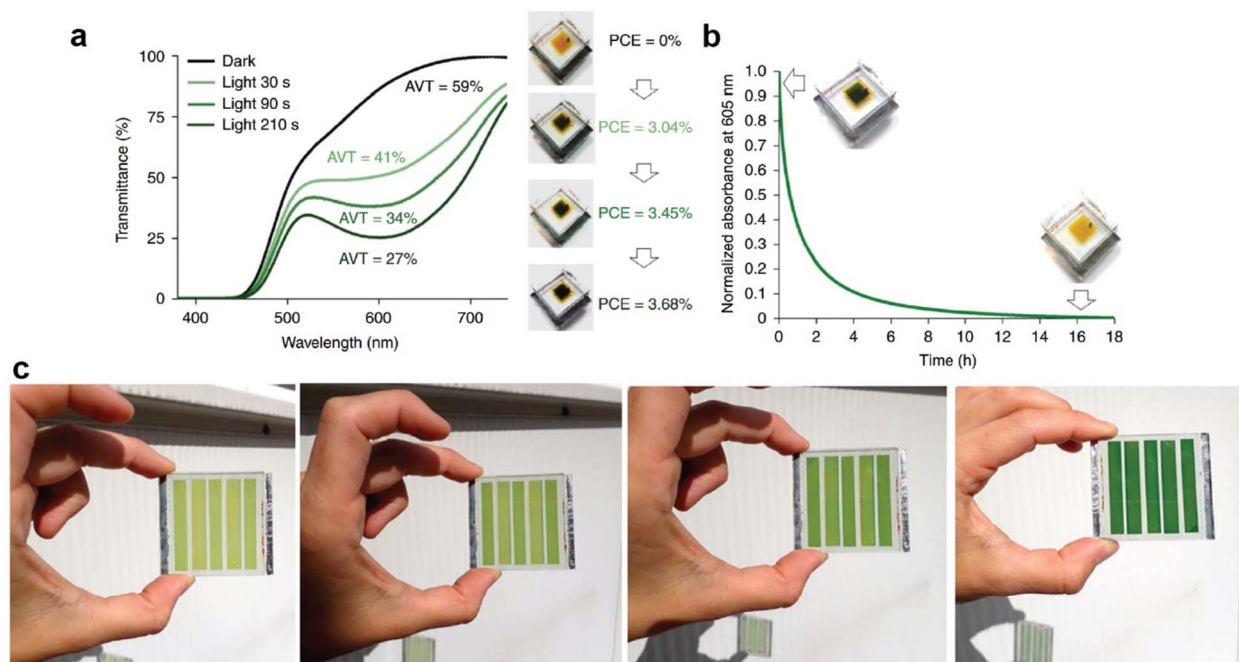 a
Dark
Light 30 s
Light 90 s
Light 210 s
AVT = 59%
AVT = 41%
AVT = 34%
AVT = 27%
Transmittance (%)
100
75
50
25
0
400 500 600 700
Wavelength (nm)
PCE = 0%
PCE = 3.04%
PCE = 3.45%
PCE = 3.68%
b
Normalized absorbance at 605 nm
1.0
0.9
0.8
0.7
0.6
0.5
0.4
0.3
0.2
0.1
0
0 2 4 6 8 10 12 14 16 18
Time (h)
c